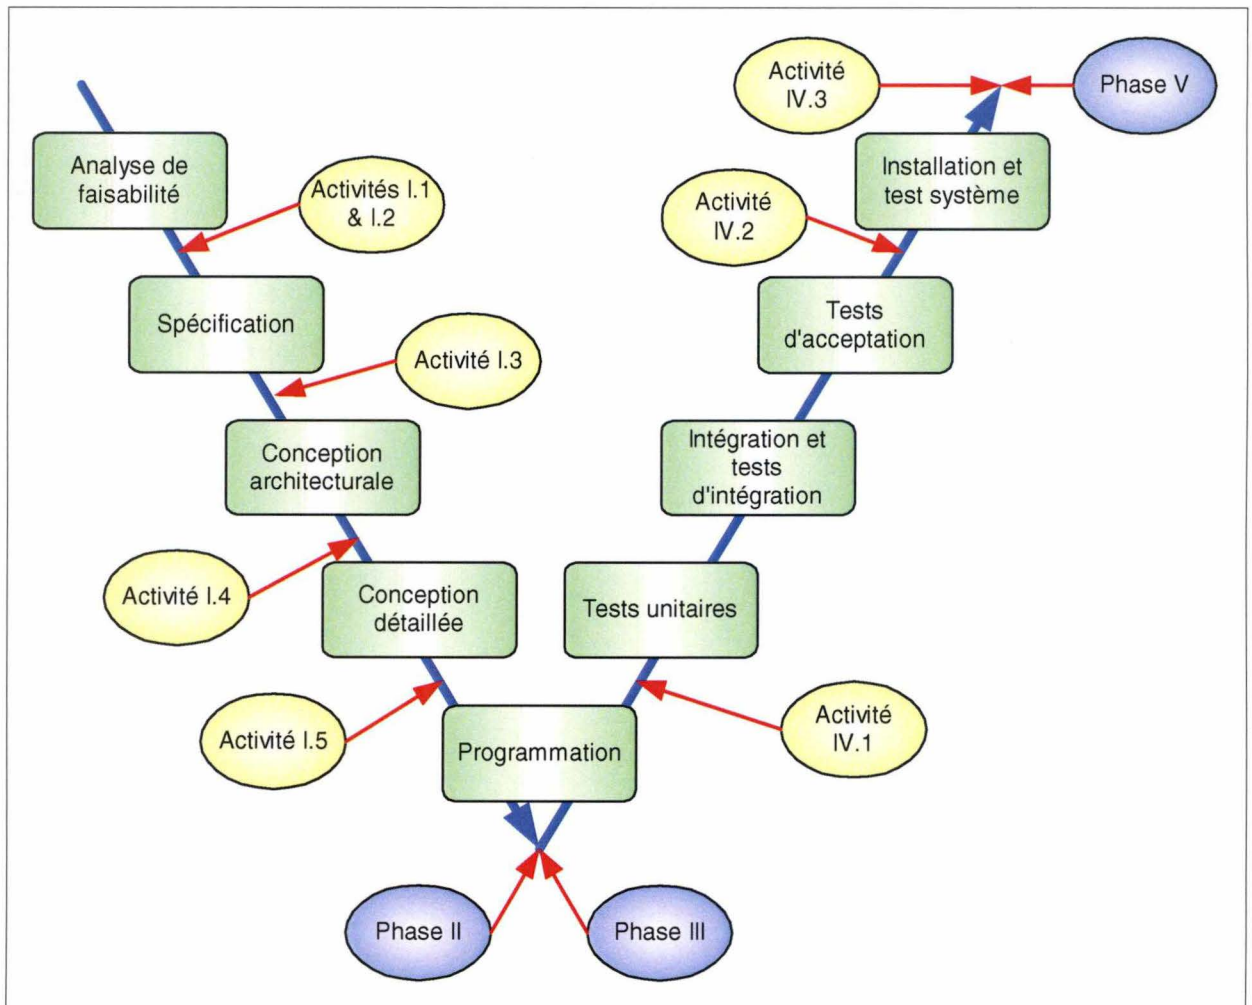 Activité
IV.3
Phase V
Analyse de
faisabilité
Activités I.1
& I.2
Activité
IV.2
Installation et
test système
Spécification
Activité I.3
Tests
d'acceptation
Conception
architecturale
Intégration et
tests
d'intégration
Activité I.4
Conception
détaillée
Tests unitaires
Activité I.5
Programmation
Activité
IV.1
Phase II
Phase III